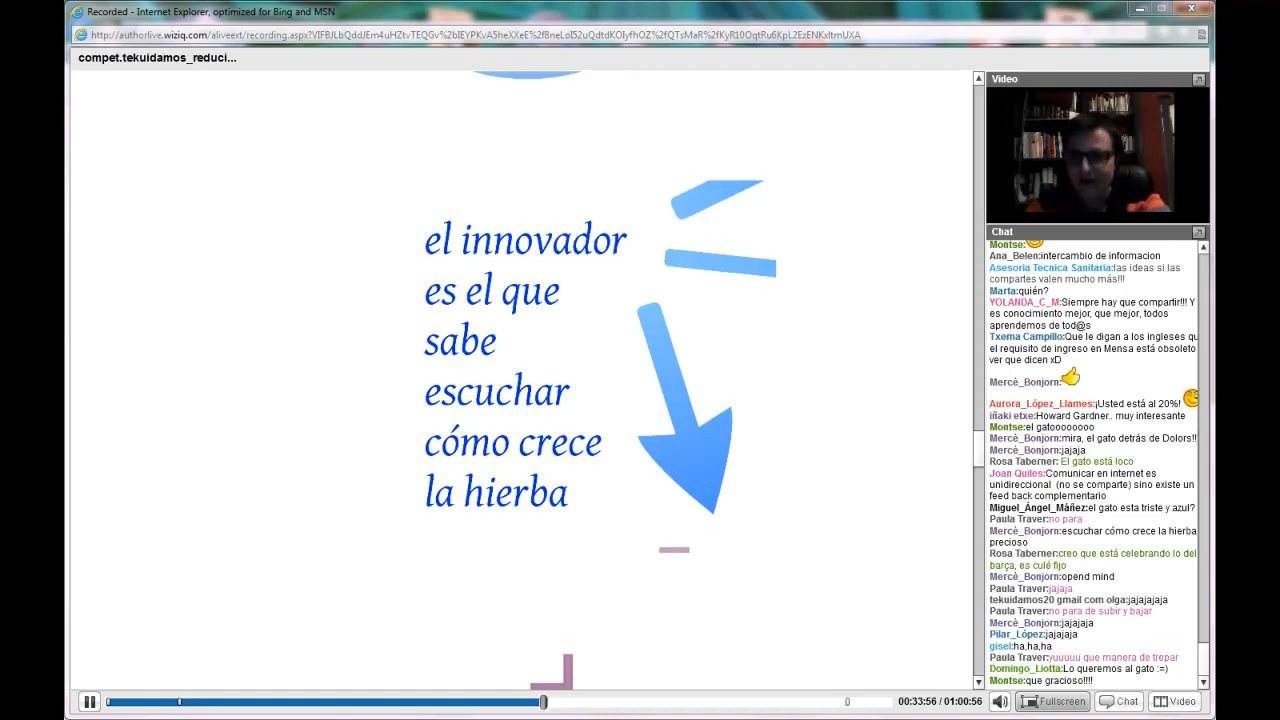 Recorded - Internet Explorer, optimized for Bing and MSN
compet.tekuidamos_reduci...
el innovador
es el que
sabe
escuchar
cómo crece
la hierba
00:33:56 / 01:00:56
Fullscreen
Chat
Video
Video
Chat
Montse:
Ana_Belen:intercambio de informacion
Asesoria Tecnica Sanitaria:las ideas si las
compartes valen mucho más!!!
Marta:quién?
YOLANDA_C_M:Siempre hay que compartir!!! Y
es conocimiento mejor, que mejor, todos
aprendemos de tod@s
Txema Campillo:Que le digan a los ingleses qu
el requisito de ingreso en Mensa está obsoleto
ver que dicen xD
Mercè_Bonjorn:
Aurora_López_Llames:¡Usted está al 20%!
iñaki etxe:Howard Gardner.. muy interesante
Montse:el gatoooooooo
Mercè_Bonjorn:mira, el gato detrás de Dolors!!
Mercè_Bonjorn:jajaja
Rosa Taberner: El gato está loco
Joan Quiles:Comunicar en internet es
unidireccional (no se comparte) sino existe un
feed back complementario
Miguel_Ángel_Máñez:el gato esta triste y azul?
Paula Traver:no para
Mercè_Bonjorn:escuchar cómo crece la hierba
precioso
Rosa Taberner:creo que está celebrando lo del
barça, es culé fijo
Mercè_Bonjorn:opend mind
Paula Traver:jajaja
tekuidamos20 gmail com olga:jajajajaja
Paula Traver:no para de subir y bajar
Mercè_Bonjorn:jajajaja
Pilar_López:jajajaja
gisel:ha,ha,ha
Paula Traver:yuuuuu que manera de trepar
Domingo_Liotta:Lo queremos al gato :=)
Montse:que gracioso!!!!